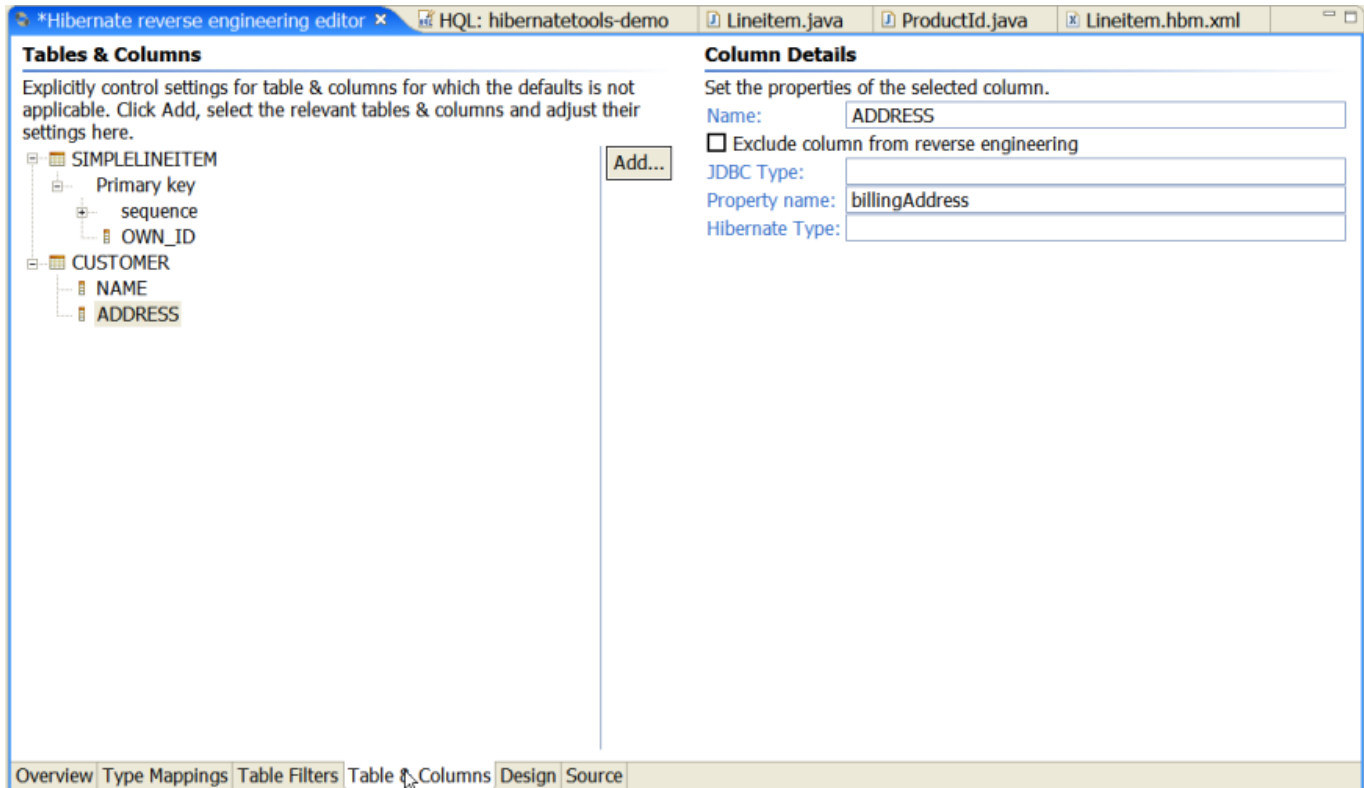 *Hibernate reverse engineering editor HQL: hibernatetools-demo Lineitem.java ProductId.java Lineitem.hbm.xml
Tables & Columns
Explicitly control settings for table & columns for which the defaults is not
applicable. Click Add, select the relevant tables & columns and adjust their
settings here.
SIMPLELINEITEM
Primary key
sequence
OWN_ID
CUSTOMER
NAME
ADDRESS
Add...
Column Details
Set the properties of the selected column.
Name: ADDRESS
Exclude column from reverse engineering
JDBC Type:
Property name: billingAddress
Hibernate Type:
Overview Type Mappings Table Filters Table & Columns Design Source